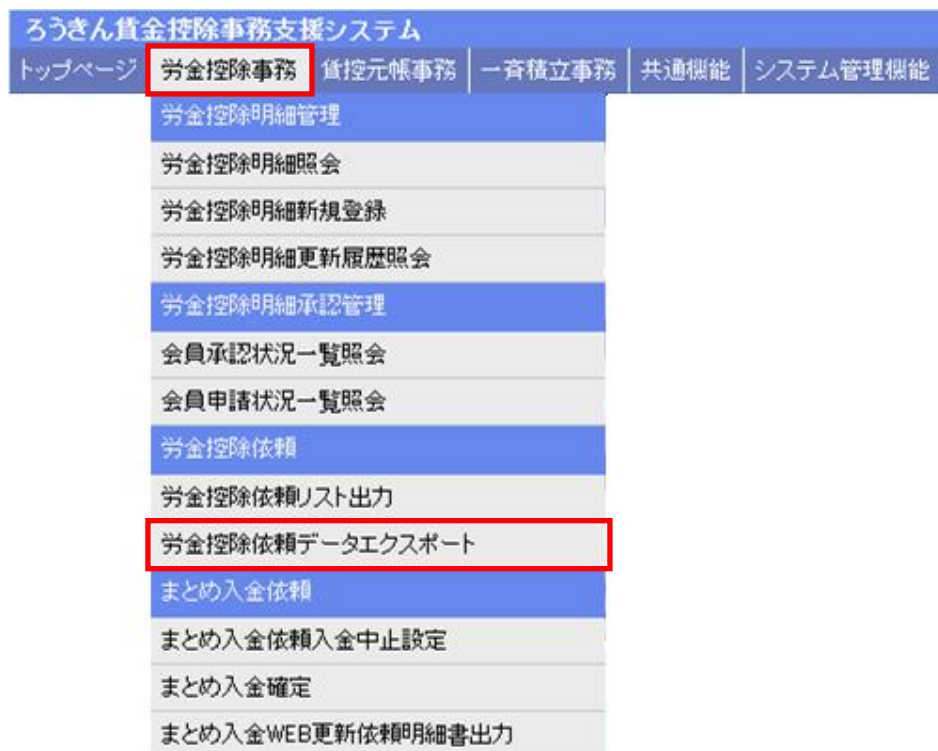 ろうきん賃金控除事務支援システム
トップページ 労金控除事務 賃控元帳事務 一斉積立事務 共通機能 システム管理機能
労金控除明細管理
労金控除明細照会
労金控除明細新規登録
労金控除明細更新履歴照会
労金控除明細承認管理
会員承認状況一覧照会
会員申請状況一覧照会
労金控除依頼
労金控除依頼リスト出力
労金控除依頼データエクスポート
まとめ入金依頼
まとめ入金依頼入金中止設定
まとめ入金確定
まとめ入金WEB更新依頼明細書出力